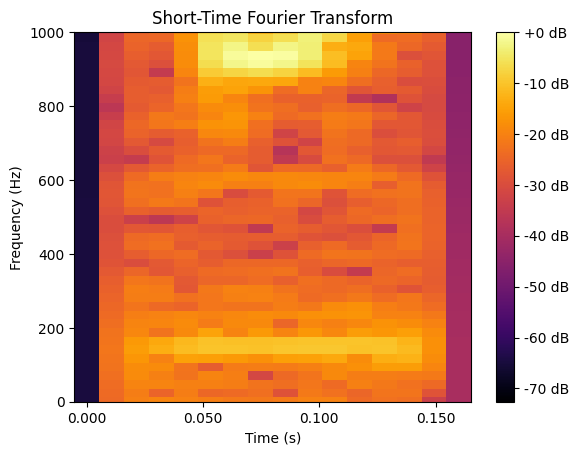 Short-Time Fourier Transform
Frequency (Hz)
1000
800
600
400
200
0
0.000
0.050
0.100
0.150
Time (s)
+0 dB
-10 dB
-20 dB
-30 dB
-40 dB
-50 dB
-60 dB
-70 dB